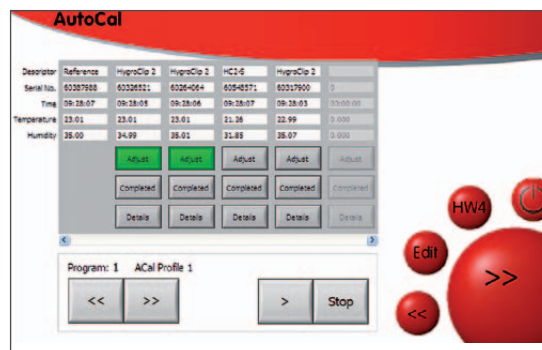 AutoCal
Descriptor Reference HygroClip 2 HygroClip 2 HC2-S HygroClip 2
Serial No. 60387988 60326521 60264064 60548571 60317900 0
Time 09:28:07 09:28:05 09:28:06 09:28:07 09:28:03 00:00:00
Temperature 23.01 23.01 23.01 21.26 22.99 0.000
Humidity 35.00 34.99 35.01 31.85 35.07 0.000
Adjust Adjust Adjust Adjust Adjust
Completed Completed Completed Completed Completed
Details Details Details Details Details
HW4
Edit
>>
<<
Program: 1 ACal Profile 1
<< >> > Stop